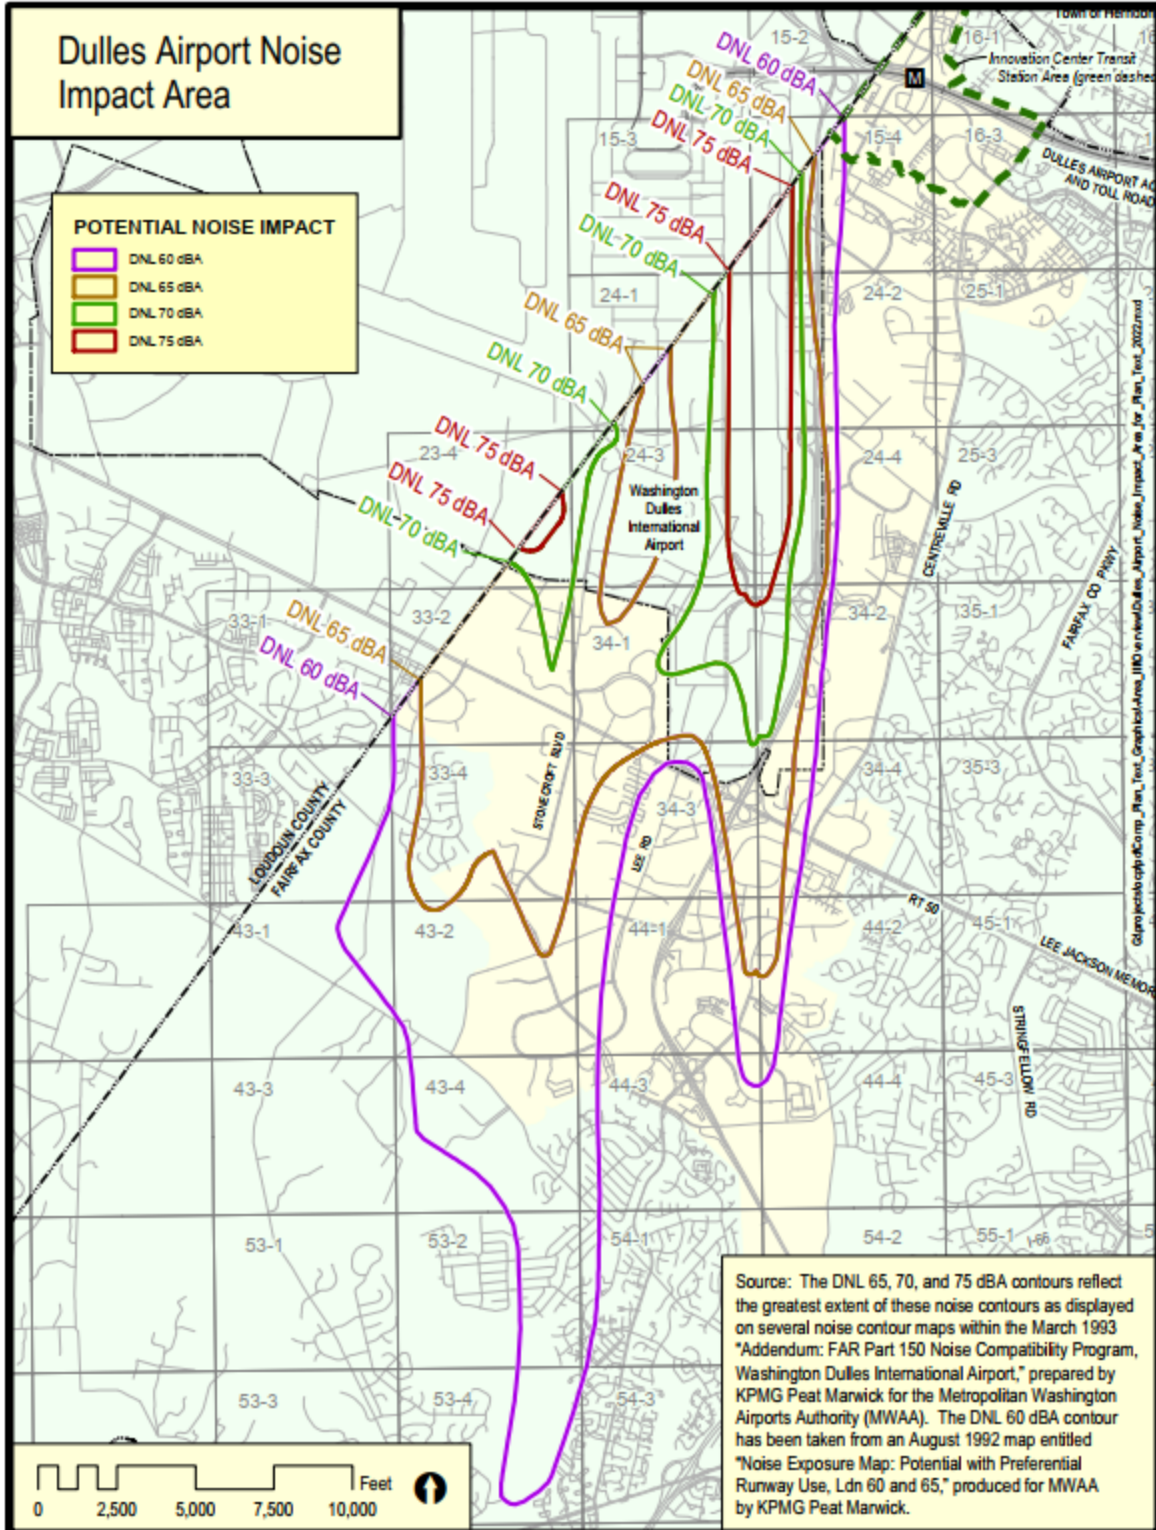 Dulles Airport Noise
Impact Area
POTENTIAL NOISE IMPACT
DNL 60 dBA
DNL 65 dBA
DNL 70 dBA
DNL 75 dBA
Town of Herndon
15-2
16-1
DNL 60 dBA
DNL 65 dBA
DNL 70 dBA
DNL 75 dBA
M
Innovation Center Transit
Station Area (green dashed
15-3
15-4
16-3
DULLES AIRPORT AC
AND TOLL ROAD
DNL 75 dBA
DNL 70 dBA
24-1
24-2
25-1
DNL 65 dBA
DNL 70 dBA
DNL 75 dBA
DNL 75 dBA
DNL 70 dBA
23-4
24-3
24-4
25-3
Washington
Dulles
International
Airport
CENTREVILLE RD
FAIRFAX CO PKWY
33-1
33-2
34-1
34-2
35-1
DNL 65 dBA
DNL 60 dBA
33-3
33-4
STONECROFT BLVD
34-3
34-4
35-3
LEE RD
LOUDOUN COUNTY
FAIRFAX COUNTY
RT 50
LEE JACKSON MEMOR
43-1
43-2
44-1
44-2
45-1
STRINGFELLOW RD
43-3
43-4
44-3
44-4
45-3
53-1
53-2
54-1
54-2
55-1
I-66
53-3
53-4
54-3
Source: The DNL 65, 70, and 75 dBA contours reflect
the greatest extent of these noise contours as displayed
on several noise contour maps within the March 1993
"Addendum: FAR Part 150 Noise Compatibility Program,
Washington Dulles International Airport," prepared by
KPMG Peat Marwick for the Metropolitan Washington
Airports Authority (MWAA). The DNL 60 dBA contour
has been taken from an August 1992 map entitled
"Noise Exposure Map: Potential with Preferential
Runway Use, Ldn 60 and 65," produced for MWAA
by KPMG Peat Marwick.
Feet
0 2,500 5,000 7,500 10,000